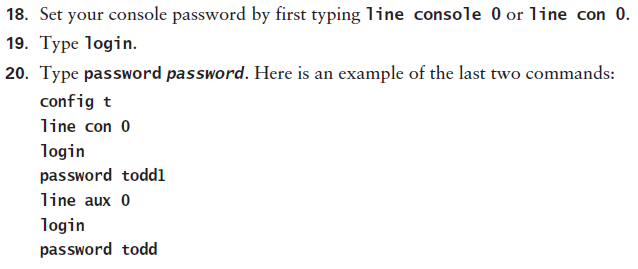 18. Set your console password by first typing line console 0 or line con 0.
19. Type login.
20. Type password password. Here is an example of the last two commands:
config t
line con 0
login
password todd1
line aux 0
login
password todd